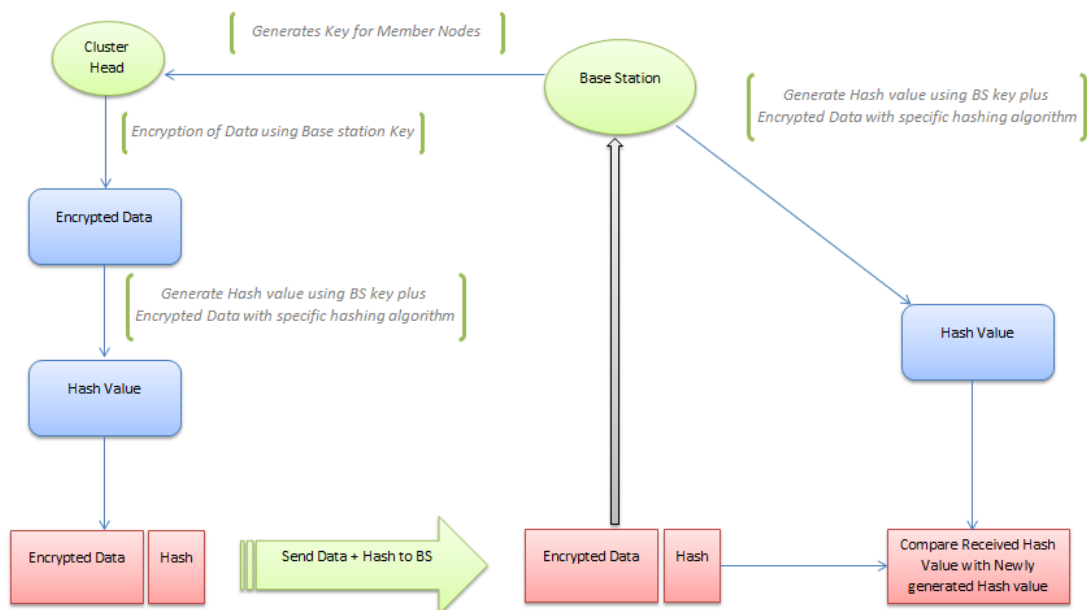 Generates Key for Member Nodes
Cluster
Head
Base Station
Generate Hash value using BS key plus
Encrypted Data with specific hashing algorithm
Encryption of Data using Base station Key
Encrypted Data
Generate Hash value using BS key plus
Encrypted Data with specific hashing algorithm
Hash Value
Hash Value
Encrypted Data
Hash
Send Data + Hash to BS
Encrypted Data
Hash
Compare Received Hash
Value with Newly
generated Hash value